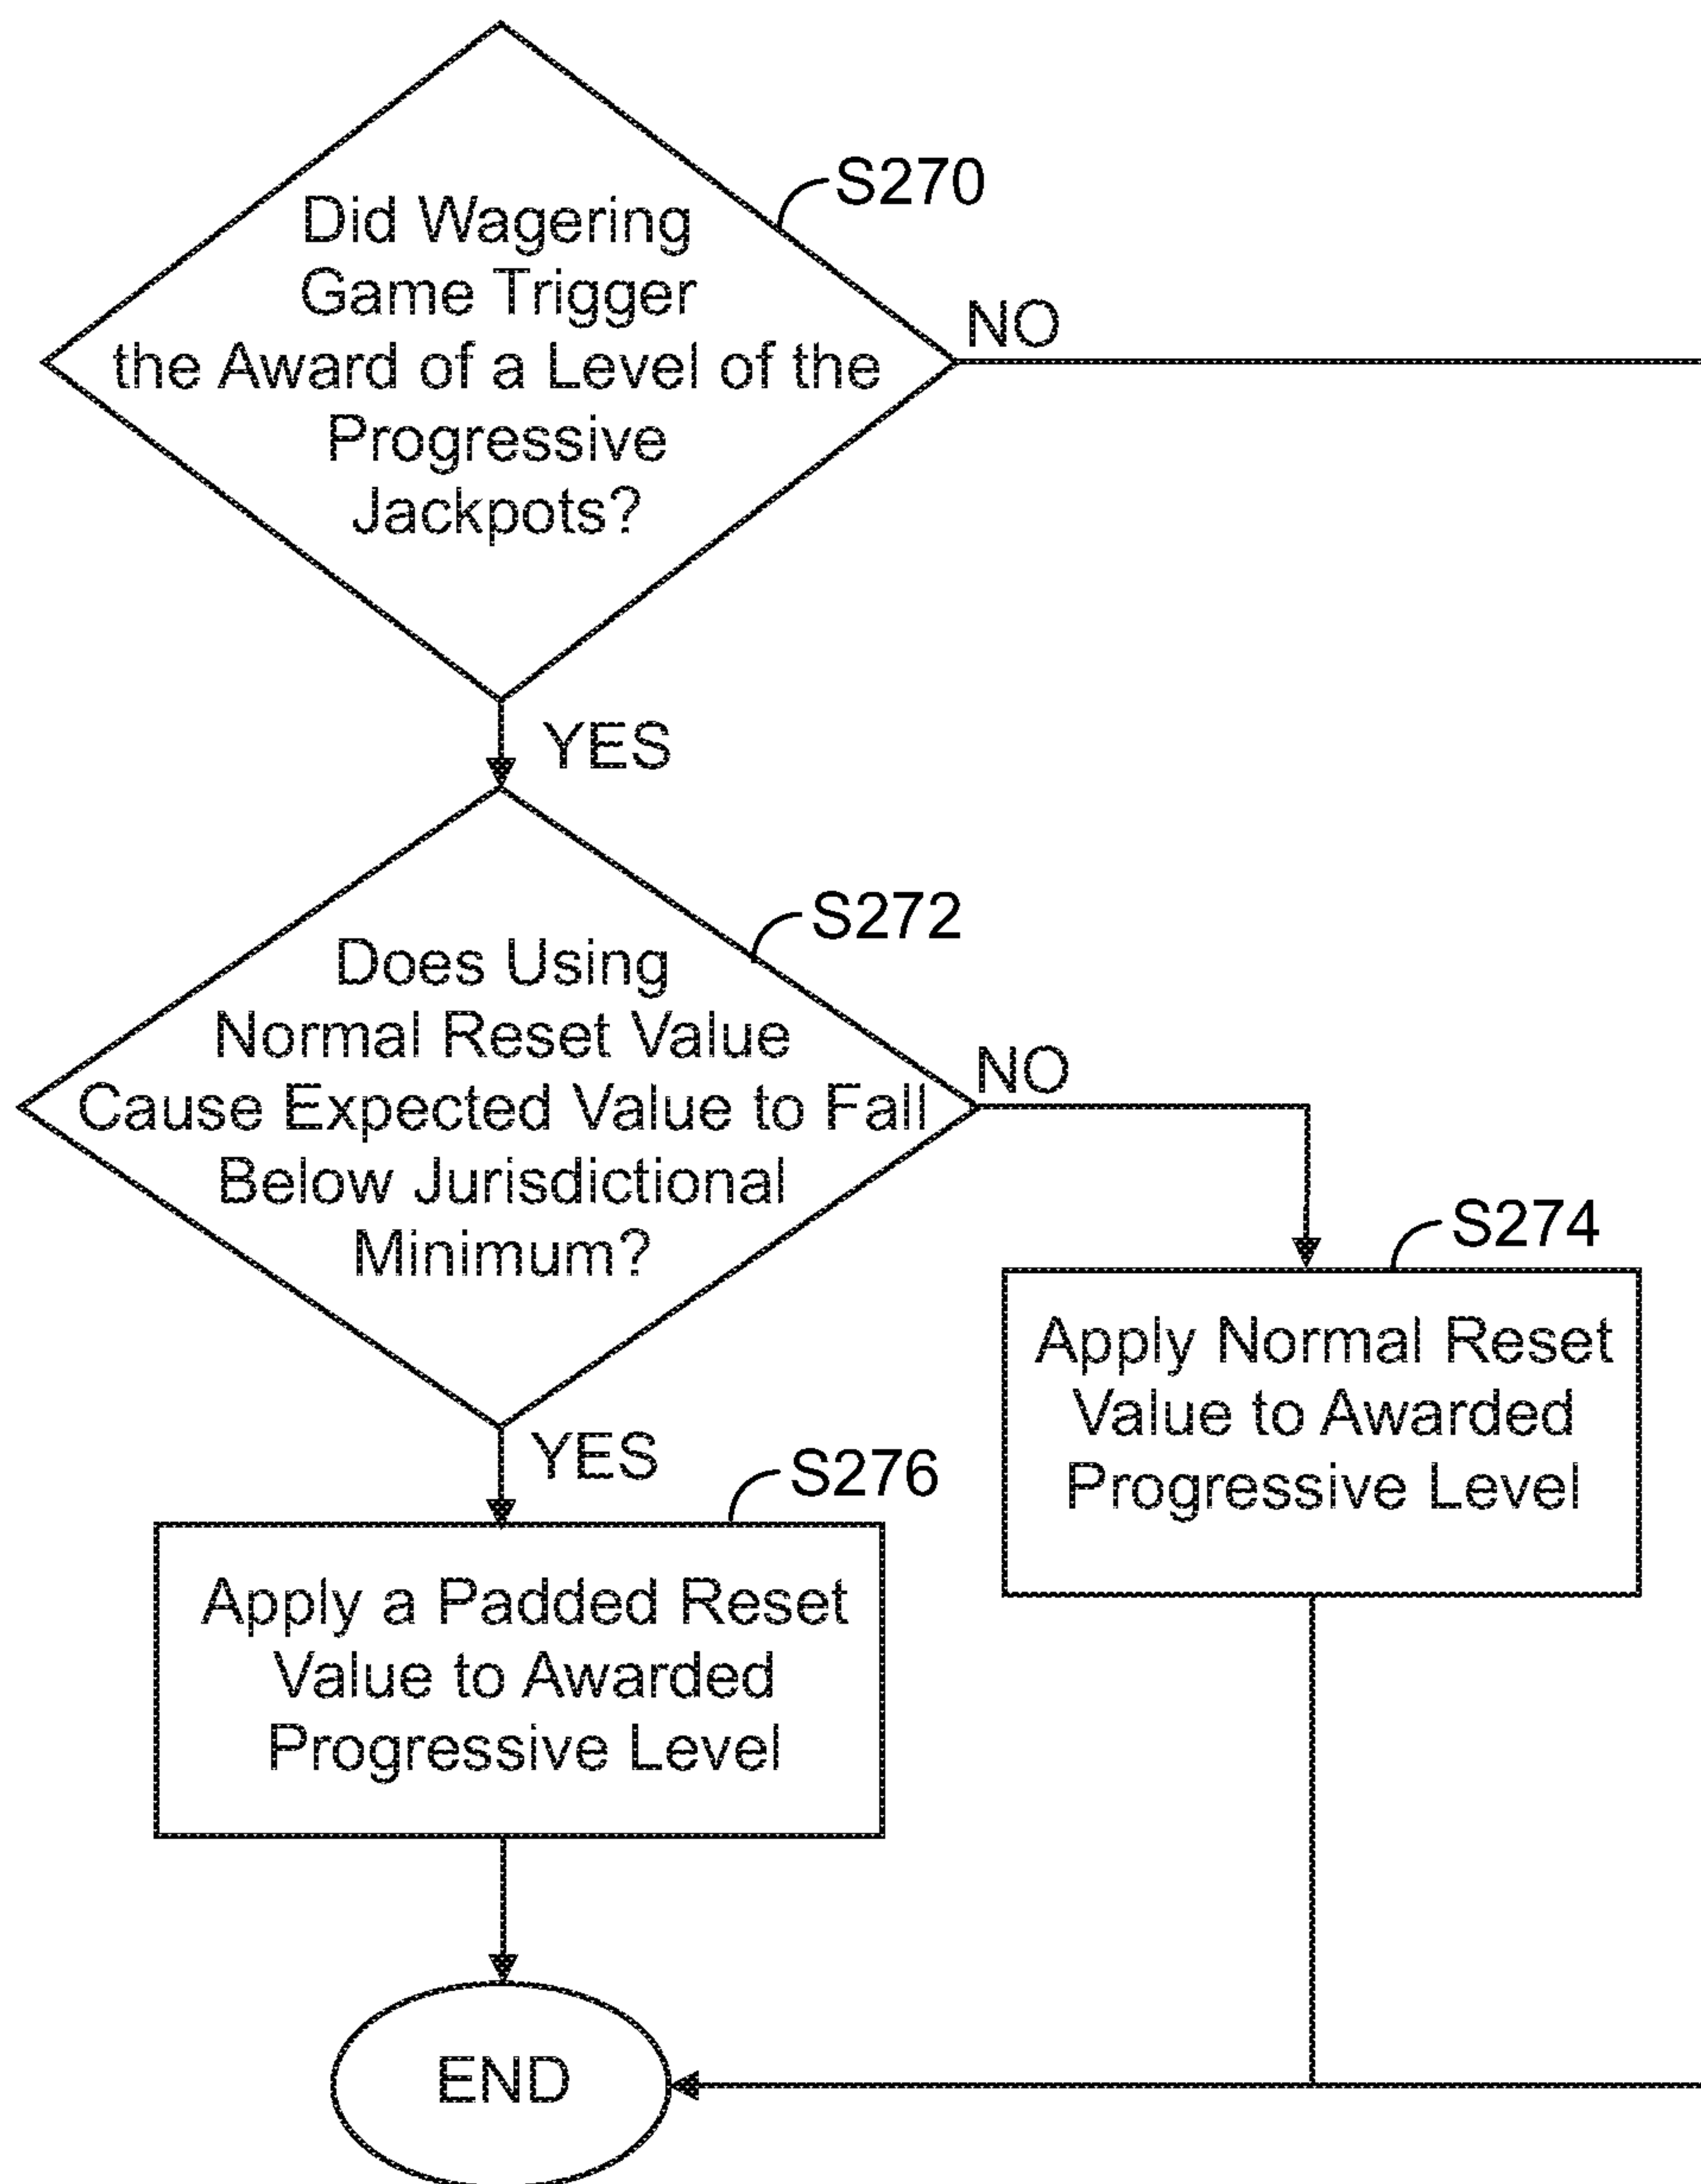 S270
Did Wagering
Game Trigger
the Award of a Level of the
Progressive
Jackpots?
NO
YES
S272
Does Using
Normal Reset Value
Cause Expected Value to Fall
Below Jurisdictional
Minimum?
NO
S274
Apply Normal Reset
Value to Awarded
Progressive Level
YES
S276
Apply a Padded Reset
Value to Awarded
Progressive Level
END